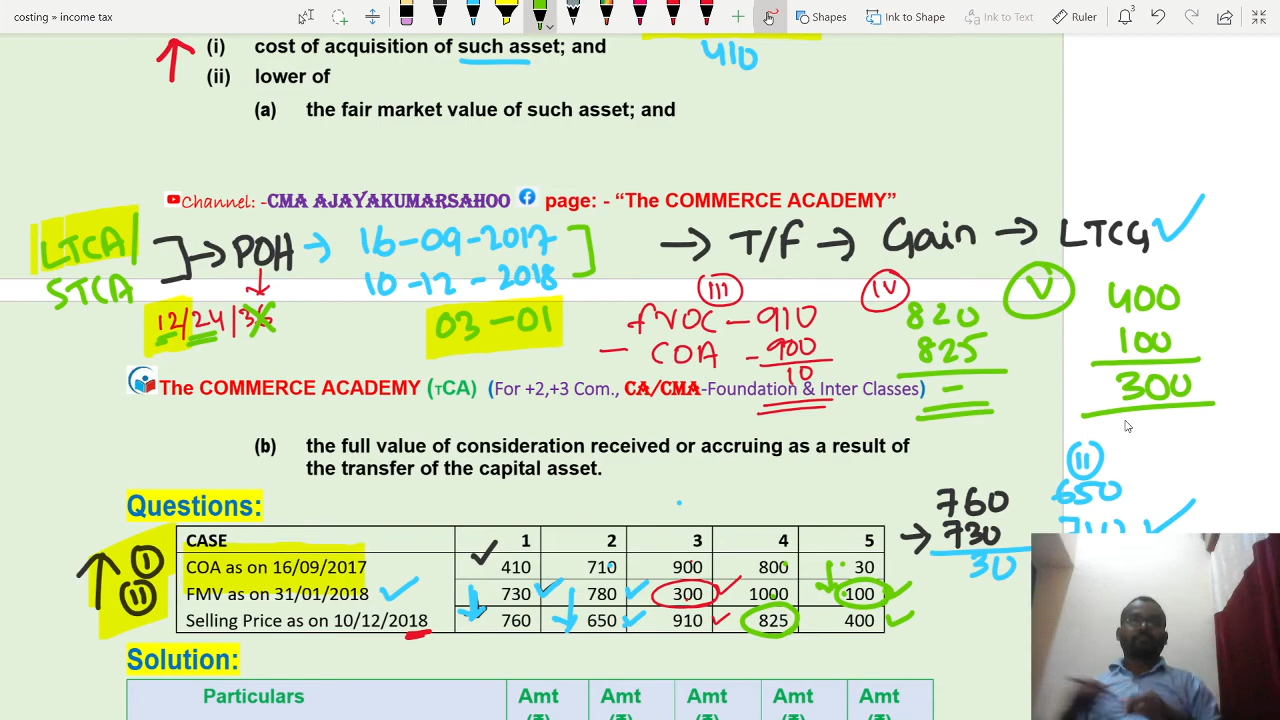 costing » income tax
Shapes
Ink to Shape
Ink to Text
Ruler
(i) cost of acquisition of such asset; and
410
(ii) lower of
(a) the fair market value of such asset; and
Channel: -CMA AJAYAKUMARSAHOO page: - “The COMMERCE ACADEMY”
LTCA/
STCA
→ POH → 16-09-2017
10-12-2018
→ T/F → Gain → LTCG
12/24/36
03-01
III
FVOC - 910
- COA - 900
10
IV
820
825
-
V
400
100
300
The COMMERCE ACADEMY (TCA) (For +2,+3 Com., CA/CMA-Foundation & Inter Classes)
(b) the full value of consideration received or accruing as a result of
the transfer of the capital asset.
II
650
760
→ 730
30
Questions:
I
II
CASE 1 2 3 4 5
COA as on 16/09/2017 410 710 900 800 30
FMV as on 31/01/2018 730 780 300 1000 100
Selling Price as on 10/12/2018 760 650 910 825 400
Solution:
Particulars Amt Amt Amt Amt Amt